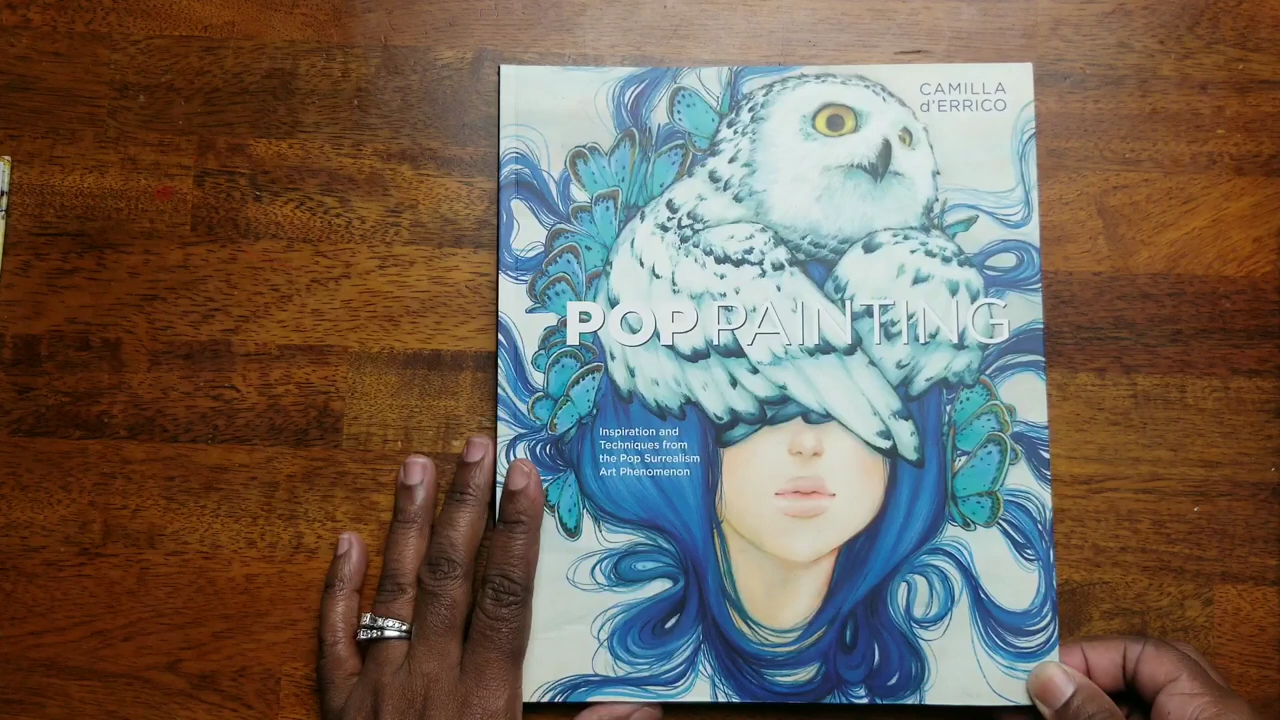 CAMILLA
d'ERRICO
POP PAINTING
Inspiration and
Techniques from
the Pop Surrealism
Art Phenomenon